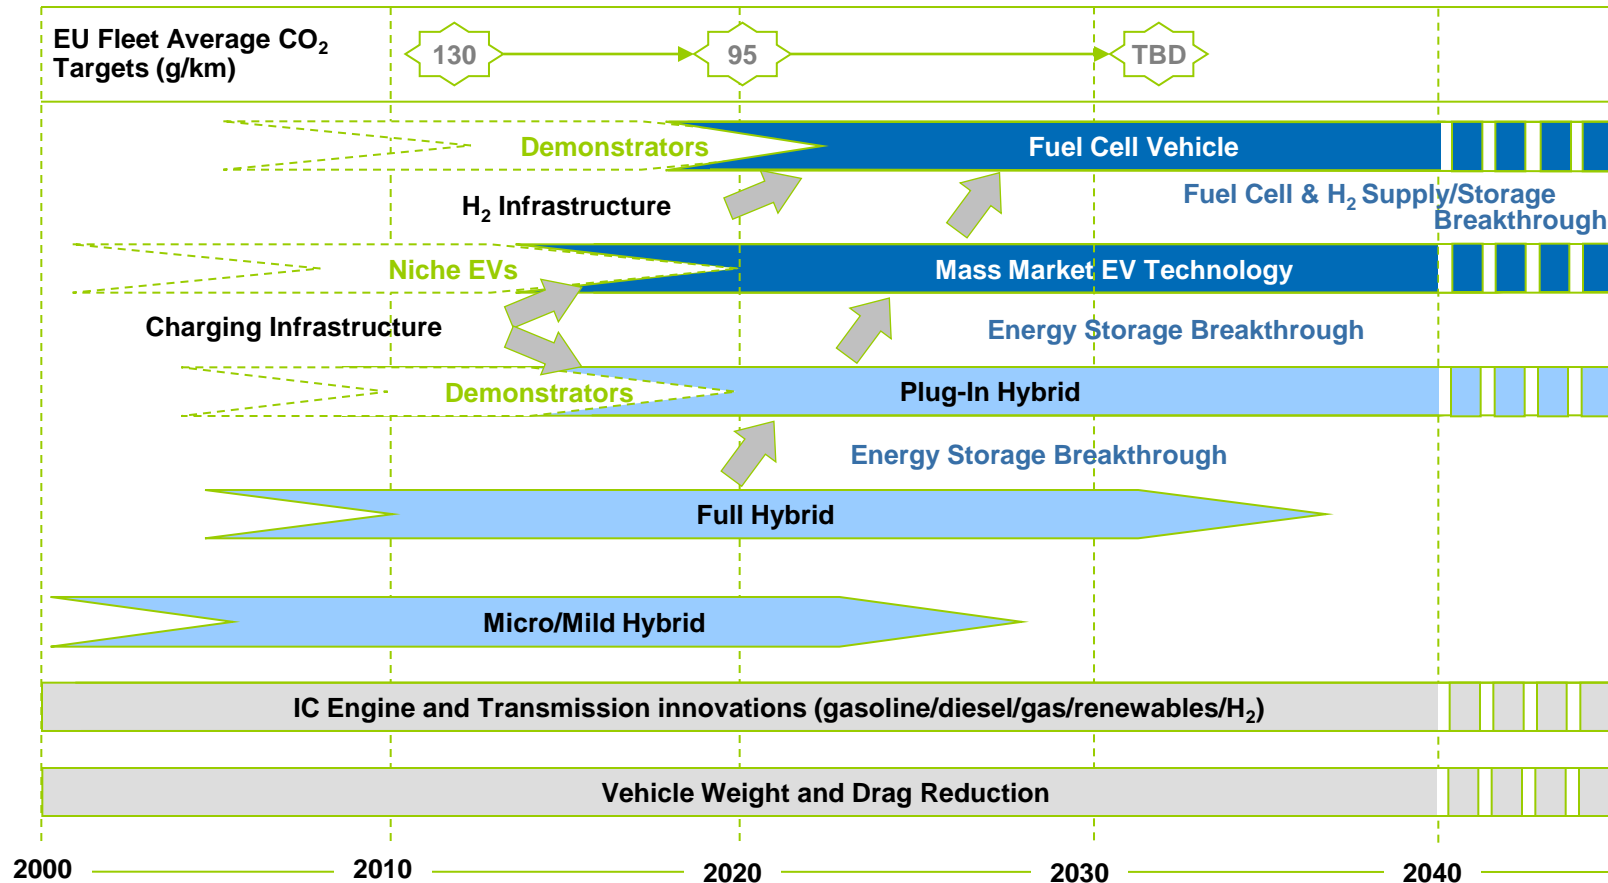 EU Fleet Average CO₂
Targets (g/km)
130
95
TBD
Demonstrators
Fuel Cell Vehicle
H₂ Infrastructure
Fuel Cell & H₂ Supply/Storage
Breakthrough
Niche EVs
Mass Market EV Technology
Charging Infrastructure
Energy Storage Breakthrough
Demonstrators
Plug-In Hybrid
Energy Storage Breakthrough
Full Hybrid
Micro/Mild Hybrid
IC Engine and Transmission innovations (gasoline/diesel/gas/renewables/H₂)
Vehicle Weight and Drag Reduction
2000
2010
2020
2030
2040